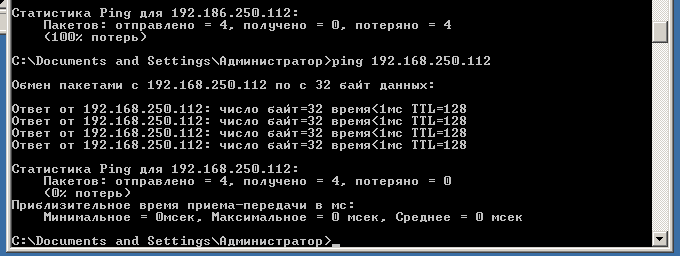 Статистика Ping для 192.186.250.112:
Пакетов: отправлено = 4, получено = 0, потеряно = 4
(100% потерь)
C:\Documents and Settings\Администратор>ping 192.168.250.112
Обмен пакетами с 192.168.250.112 по с 32 байт данных:
Ответ от 192.168.250.112: число байт=32 время<1мс TTL=128
Ответ от 192.168.250.112: число байт=32 время<1мс TTL=128
Ответ от 192.168.250.112: число байт=32 время<1мс TTL=128
Ответ от 192.168.250.112: число байт=32 время<1мс TTL=128
Статистика Ping для 192.168.250.112:
Пакетов: отправлено = 4, получено = 4, потеряно = 0
(0% потерь)
Приблизительное время приема-передачи в мс:
Минимальное = 0мсек, Максимальное = 0 мсек, Среднее = 0 мсек
C:\Documents and Settings\Администратор>_